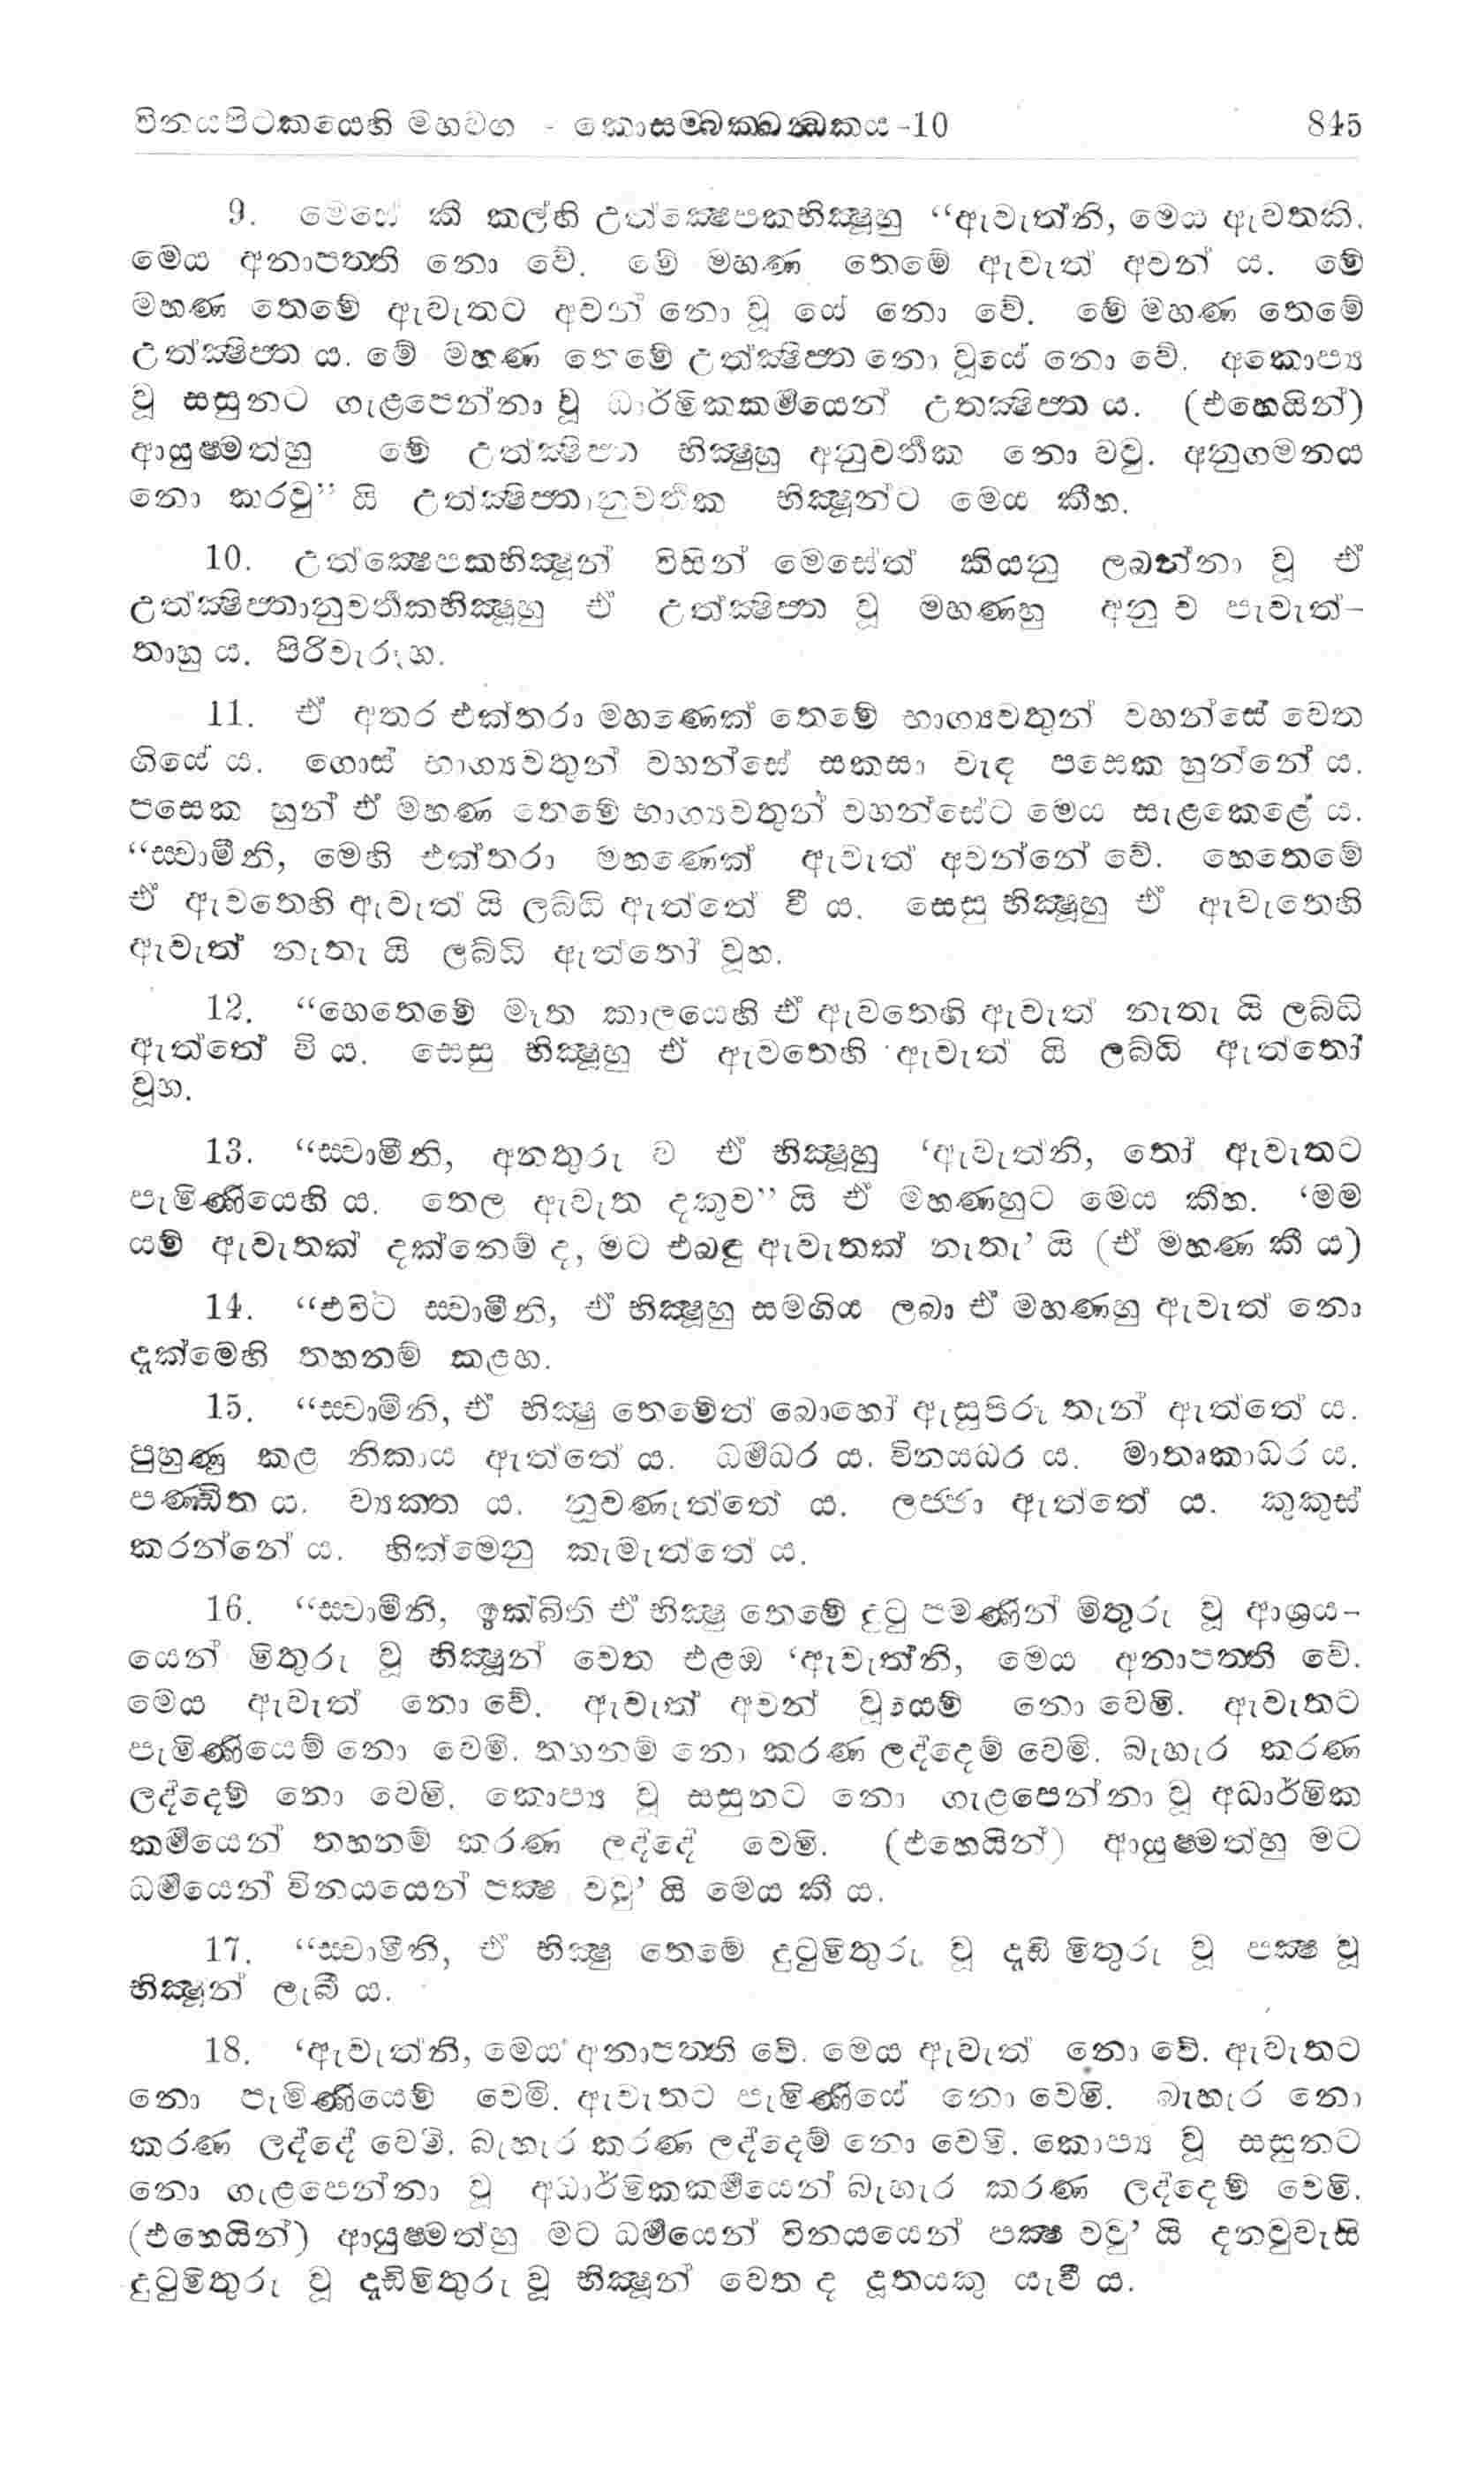 විනයපිටකයෙහි මහවග - කොසම්බක්ඛන්ධකය-10 845
9. මෙසේ කී කල්හි උත්ක්ෂෙපකභික්ෂූහු “ඇවැත්නි, මෙය ඇවතකි.
මෙය අනාපත්ති නො වේ. මේ මහණ තෙමේ ඇවැත් අවන් ය. මේ
මහණ තෙමේ ඇවැතට අවන් නො වූ යේ නො වේ. මේ මහණ තෙමේ
උත්ක්ෂිප්ත ය. මේ මහණ තෙමේ උත්ක්ෂිප්ත නො වූයේ නො වේ. අකොප්‍ය
වූ සසුනට ගැළපෙන්නා වූ ධාර්මිකකර්‍මයෙන් උතක්ෂිප්ත ය. (එහෙයින්)
ආයුෂ්මත්හු මේ උත්ක්ෂිප්ත භික්ෂුහු අනුවර්‍තක නො වවු. අනුගමනය
නො කරවු” යි උත්ක්ෂිප්තානුවර්‍තක භික්ෂූන්ට මෙය කීහ.
10. උත්ක්ෂෙපකභික්ෂූන් විසින් මෙසේත් කියනු ලබන්නා වූ ඒ
උත්ක්ෂිප්තානුවර්‍තකභික්ෂූහු ඒ උත්ක්ෂිප්ත වූ මහණහු අනු ව පැවැත්-
තාහු ය. පිරිවැරූහ.
11. ඒ අතර එක්තරා මහණෙක් තෙමේ භාග්‍යවතුන් වහන්සේ වෙත
ගියේ ය. ගොස් භාග්‍යවතුන් වහන්සේ සකසා වැඳ පසෙක හුන්නේ ය.
පසෙක හුන් ඒ මහණ තෙමේ භාග්‍යවතුන් වහන්සේට මෙය සැළකෙළේ ය.
“ස්වාමීනි, මෙහි එක්තරා මහණෙක් ඇවැත් අවන්නේ වේ. හෙතෙමේ
ඒ ඇවතෙහි ඇවැත් යි ලබ්ධි ඇත්තේ වී ය. සෙසු භික්ෂූහු ඒ ඇවැතෙහි
ඇවැත් නැතැ යි ලබ්ධි ඇත්තෝ වූහ.
12. “හෙතෙමේ මෑත කාලයෙහි ඒ ඇවතෙහි ඇවැත් නැතැ යි ලබ්ධි
ඇත්තේ වි ය. සෙසු භික්ෂූහු ඒ ඇවතෙහි ඇවැත් යි ලබ්ධි ඇත්තෝ
වූහ.
13. “ස්වාමීනි, අනතුරු ව ඒ භික්ෂූහු ‘ඇවැත්නි, තෝ ඇවැතට
පැමිණියෙහි ය. තෙල ඇවැත දකුව” යි ඒ මහණහුට මෙය කීහ. ‘මම
යම් ඇවැතක් දක්නෙම් ද, මට එබඳු ඇවැතක් නැතැ’ යි (ඒ මහණ කී ය)
14. “එවිට ස්වාමීනි, ඒ භික්ෂූහු සමගිය ලබා ඒ මහණහු ඇවැත් නො
දැක්මෙහි තහනම් කළහ.
15. “ස්වාමීනි, ඒ භික්ෂු තෙමේත් බොහෝ ඇසුපිරූ තැන් ඇත්තේ ය.
පුහුණු කළ නිකාය ඇත්තේ ය. ධර්‍මධර ය. විනයධර ය. මාතෘකාධර ය.
පණ්ඩිත ය. ව්‍යක්ත ය. නුවණැත්තේ ය. ලජ්ජා ඇත්තේ ය. කුකුස්
කරන්නේ ය. හික්මෙනු කැමැත්තේ ය.
16. “ස්වාමීනි, ඉක්බිති ඒ භික්ෂු තෙමේ දුටු පමණින් මිතුරු වූ ආශ්‍රය-
යෙන් මිතුරු වූ භික්ෂූන් වෙත එළඹ ‘ඇවැත්නි, මෙය අනාපත්ති වේ.
මෙය ඇවැත් නො වේ. ඇවැත් අවන් වූයෙම් නො වෙමි. ඇවැතට
පැමිණියෙම් නො වෙමි. තහනම් නො කරණ ලද්දෙම් වෙමි. බැහැර කරණ
ලද්දෙම් නො වෙමි. කොප්‍ය වූ සසුනට නො ගැළපෙන්නා වූ අධාර්මික
කර්‍මයෙන් තහනම් කරණ ලද්දේ වෙමි. (එහෙයින්) ආයුෂ්මත්හු මට
ධර්‍මයෙන් විනයයෙන් පක්ෂ වවු’ යි මෙය කී ය.
17. “ස්වාමීනි, ඒ භික්ෂු තෙමේ දුටුමිතුරු වූ දැඩි මිතුරු වූ පක්ෂ වූ
භික්ෂූන් ලැබී ය.
18. ‘ඇවැත්නි, මෙය අනාපත්ති වේ. මෙය ඇවැත් නො වේ. ඇවැතට
නො පැමිණියෙම් වෙමි. ඇවැතට පැමිණියේ නො වෙමි. බැහැර නො
කරණ ලද්දේ වෙමි. බැහැර කරණ ලද්දෙම් නො වෙමි. කොප්‍ය වූ සසුනට
නො ගැළපෙන්නා වූ අධාර්මිකකර්‍මයෙන් බැහැර කරණ ලද්දෙම් වෙමි.
(එහෙයින්) ආයුෂ්මත්හු මට ධර්‍මයෙන් විනයයෙන් පක්ෂ වවු’ යි දනවුවැසි
දුටුමිතුරු වූ දැඩිමිතුරු වූ භික්ෂූන් වෙත ද දූතයකු යැවී ය.